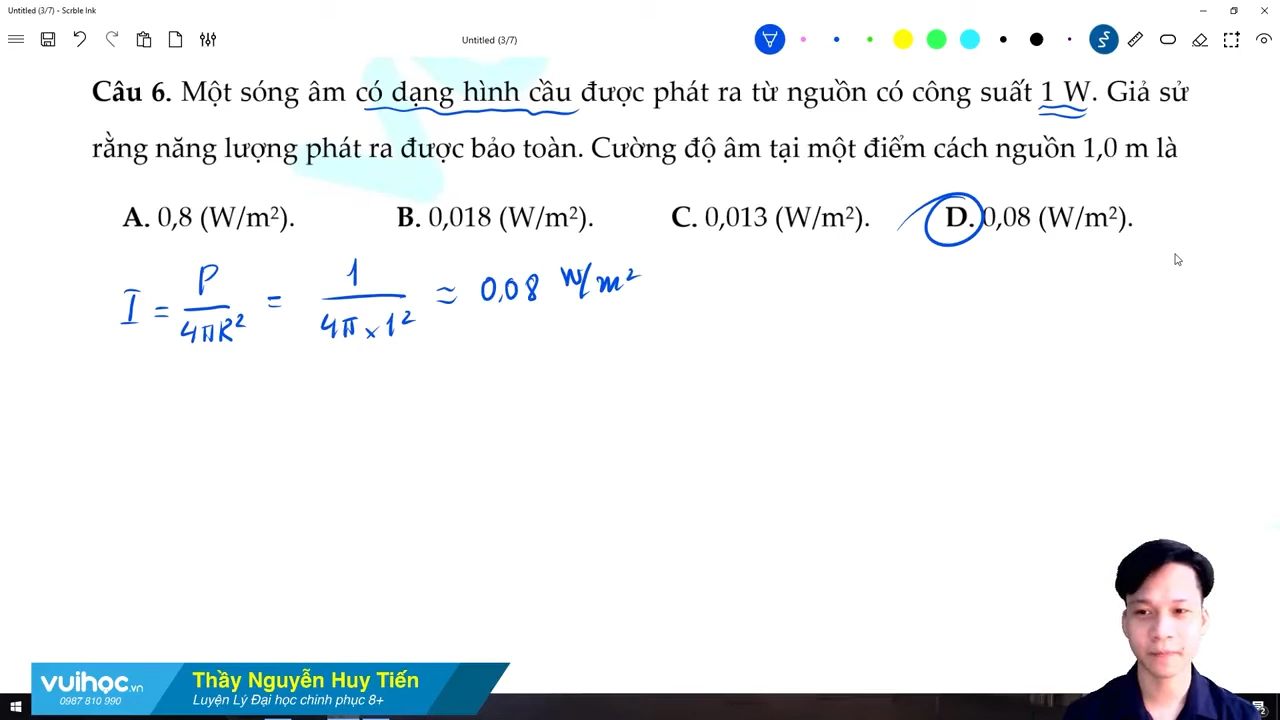 Untitled (3/7) - Scrble Ink
Untitled (3/7)
Câu 6. Một sóng âm có dạng hình cầu được phát ra từ nguồn có công suất 1 W. Giả sử
rằng năng lượng phát ra được bảo toàn. Cường độ âm tại một điểm cách nguồn 1,0 m là
A. 0,8 (W/m²). B. 0,018 (W/m²). C. 0,013 (W/m²). D. 0,08 (W/m²).
I = P/4πR² = 1/4π×1² ≈ 0,08 W/m²
vuihọc.vn
0987 810 990
Thầy Nguyễn Huy Tiến
Luyện Lý Đại học chinh phục 8+